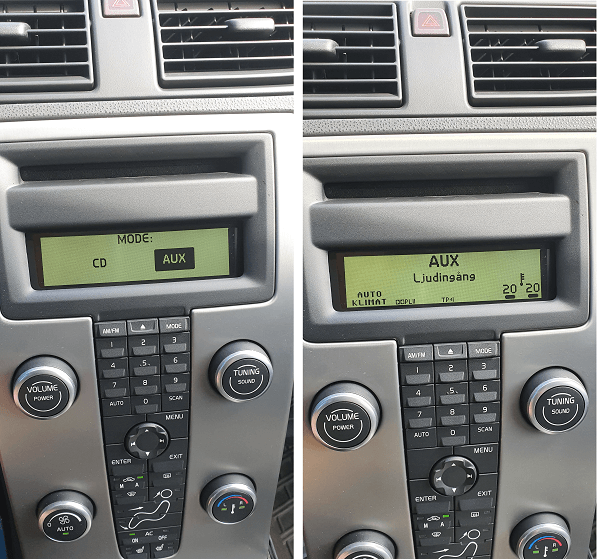 MODE:
CD AUX
AM/FM MODE
1 2 3
4 5 6
7 8 9
AUTO 0 SCAN
VOLUME
POWER
TUNING
SOUND
MENU
ENTER EXIT
M A
AUTO
AC
ON OFF
AUX
Ljudingång
AUTO
KLIMAT
TP
20 20
AM/FM MODE
1 2 3
4 5 6
7 8 9
AUTO 0 SCAN
VOLUME
POWER
TUNING
SOUND
MENU
ENTER EXIT
M A